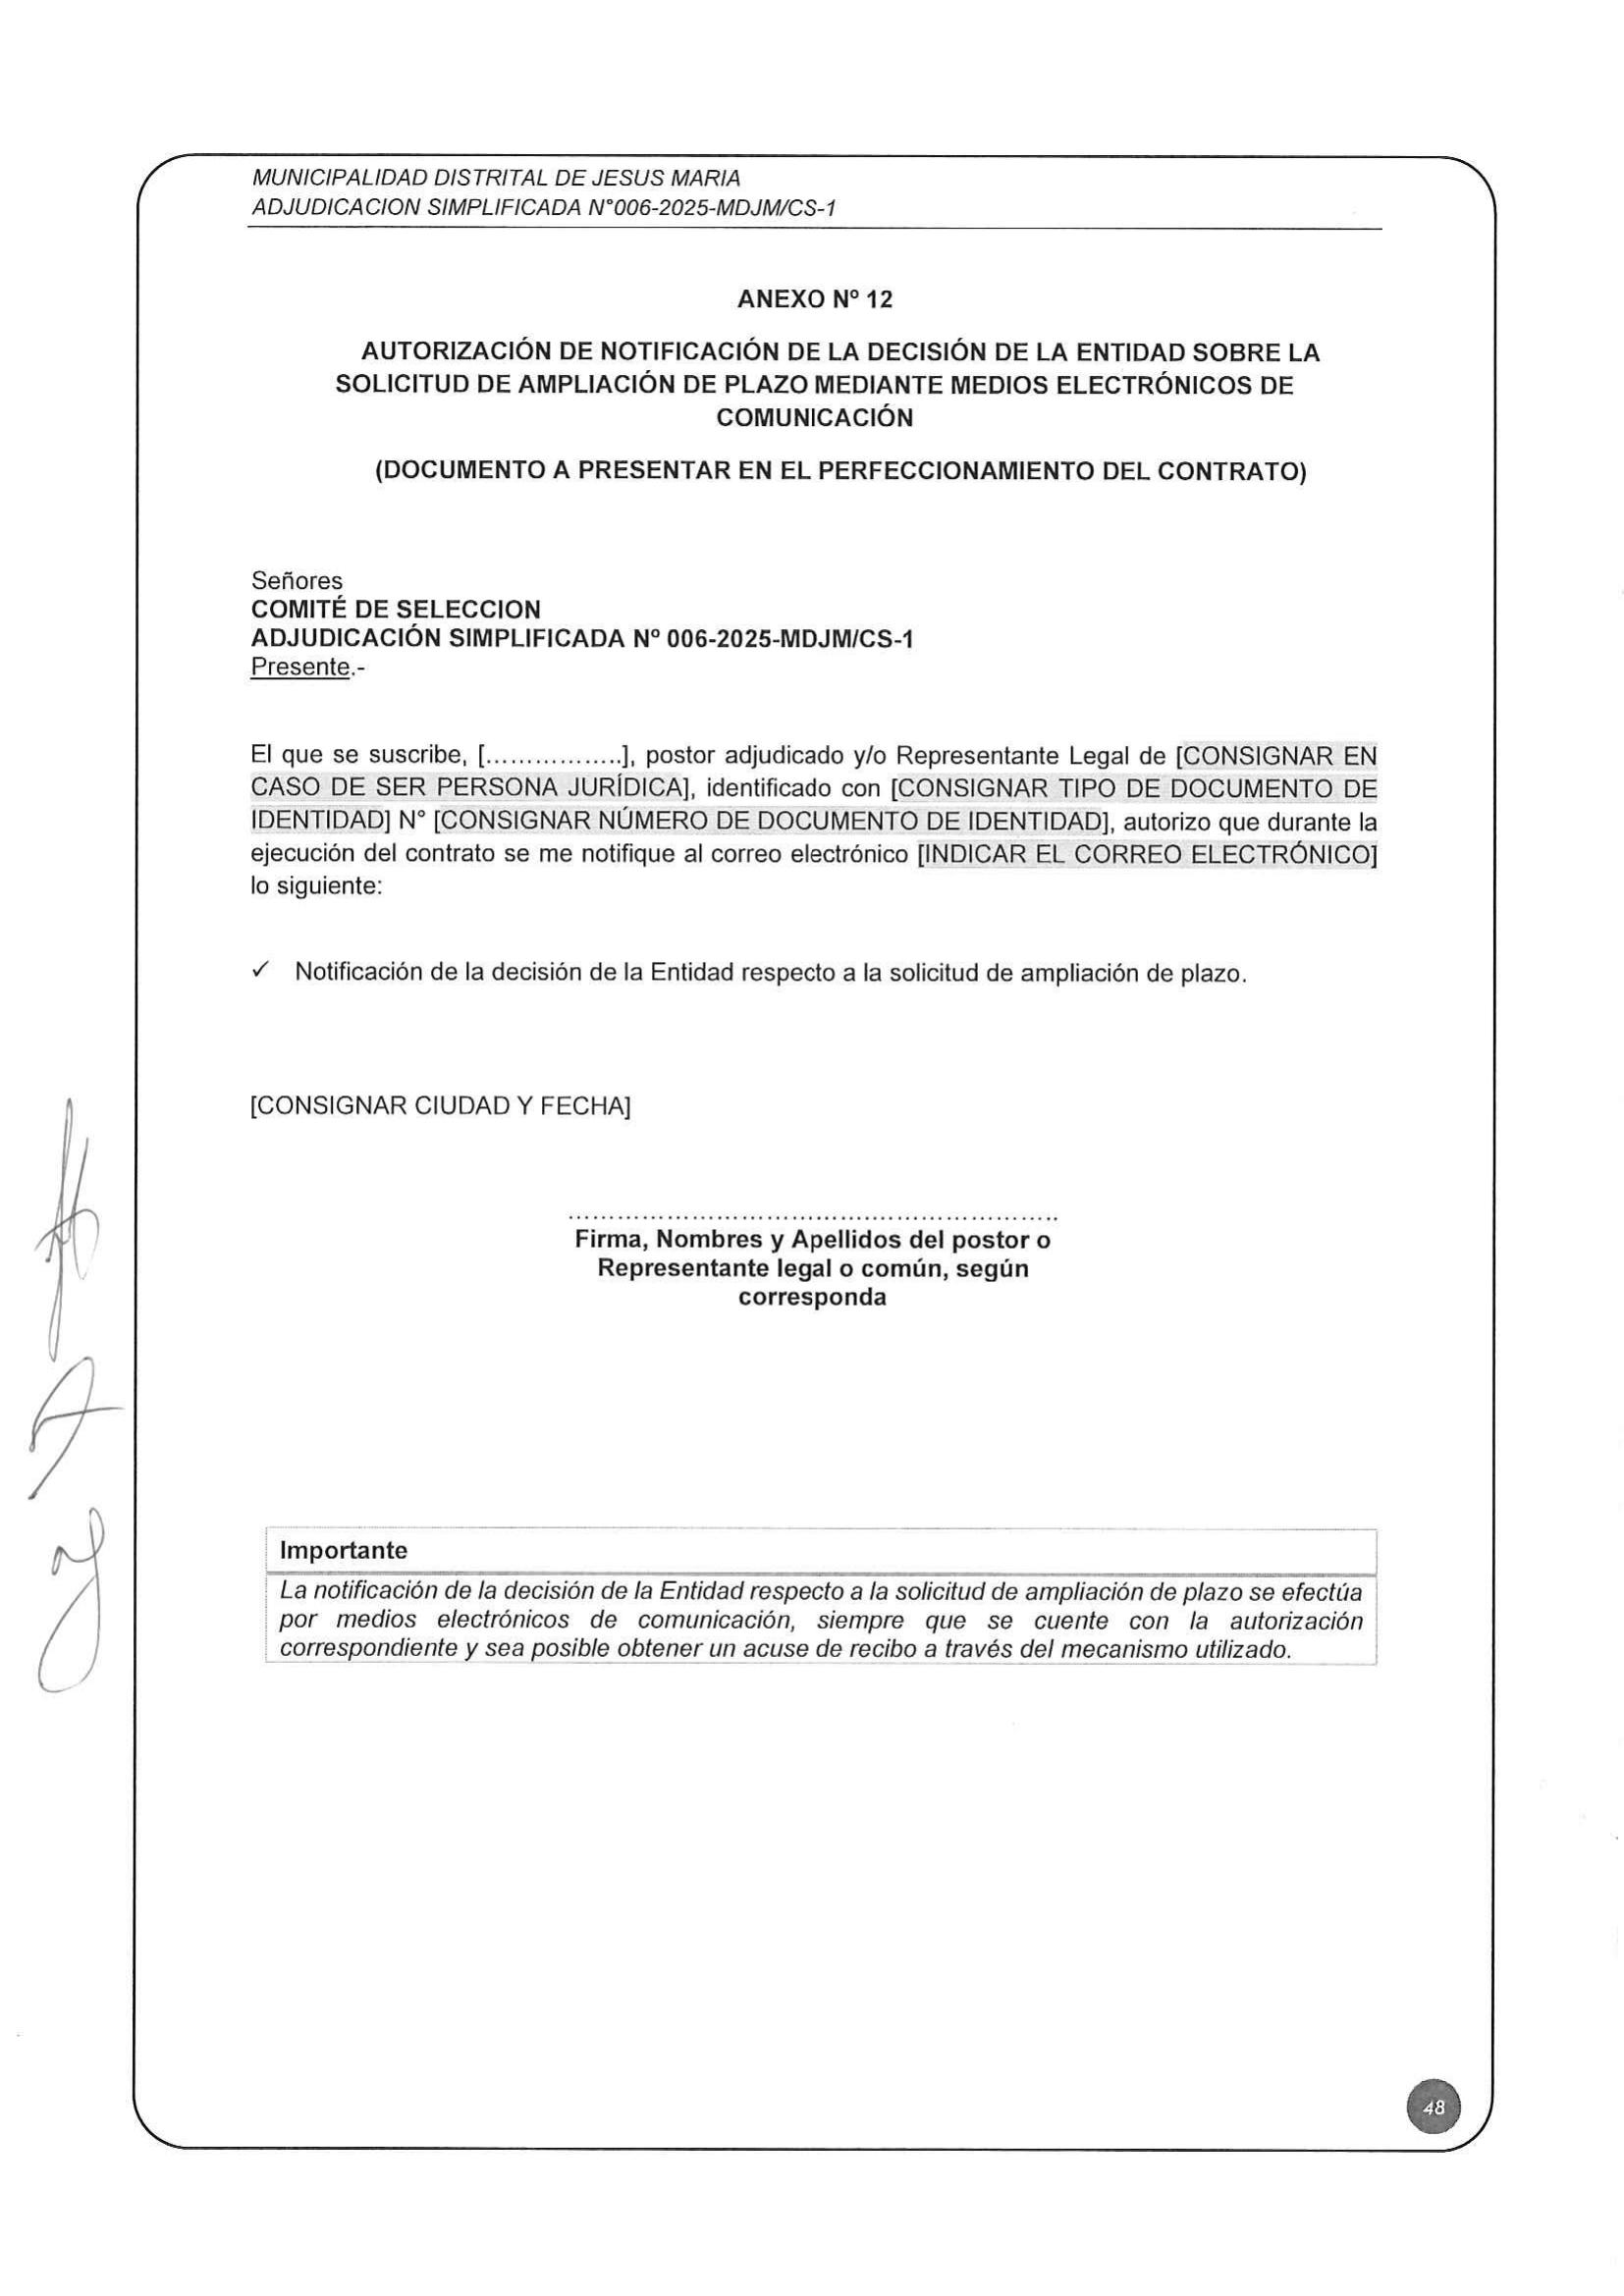 MUNICIPALIDAD DISTRITAL DE JESUS MARIA
ADJUDICACION SIMPLIFICADA N°006-2025-MDJM/CS-1
ANEXO Nº 12
AUTORIZACIÓN DE NOTIFICACIÓN DE LA DECISIÓN DE LA ENTIDAD SOBRE LA
SOLICITUD DE AMPLIACIÓN DE PLAZO MEDIANTE MEDIOS ELECTRÓNICOS DE
COMUNICACIÓN
(DOCUMENTO A PRESENTAR EN EL PERFECCIONAMIENTO DEL CONTRATO)
Señores
COMITÉ DE SELECCION
ADJUDICACIÓN SIMPLIFICADA Nº 006-2025-MDJM/CS-1
Presente.-
El que se suscribe, [.................], postor adjudicado y/o Representante Legal de [CONSIGNAR EN
CASO DE SER PERSONA JURÍDICA], identificado con [CONSIGNAR TIPO DE DOCUMENTO DE
IDENTIDAD] N° [CONSIGNAR NÚMERO DE DOCUMENTO DE IDENTIDAD], autorizo que durante la
ejecución del contrato se me notifique al correo electrónico [INDICAR EL CORREO ELECTRÓNICO]
lo siguiente:
✓ Notificación de la decisión de la Entidad respecto a la solicitud de ampliación de plazo.
[CONSIGNAR CIUDAD Y FECHA]
............................................................
Firma, Nombres y Apellidos del postor o
Representante legal o común, según
corresponda
Importante
La notificación de la decisión de la Entidad respecto a la solicitud de ampliación de plazo se efectúa
por medios electrónicos de comunicación, siempre que se cuente con la autorización
correspondiente y sea posible obtener un acuse de recibo a través del mecanismo utilizado.
48